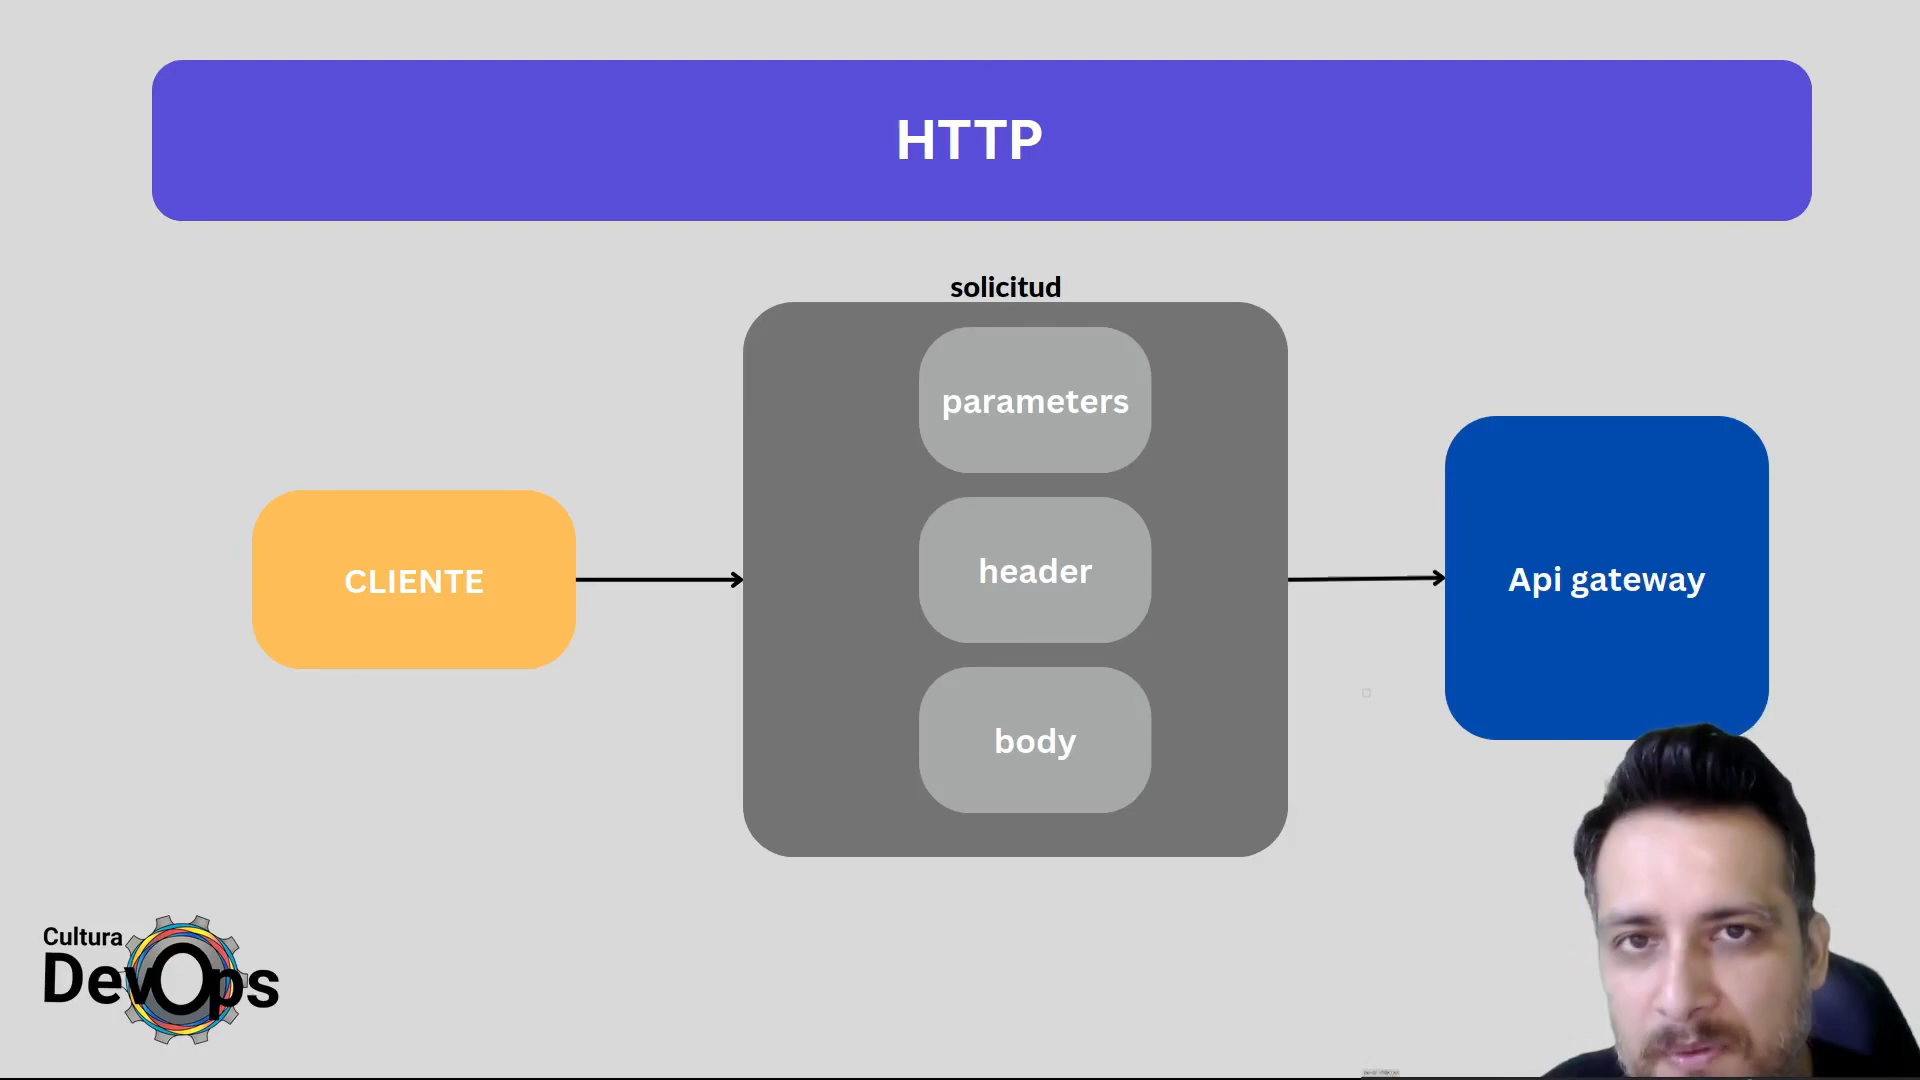 HTTP
solicitud
parameters
header
body
CLIENTE
Api gateway
Cultura
DevOps